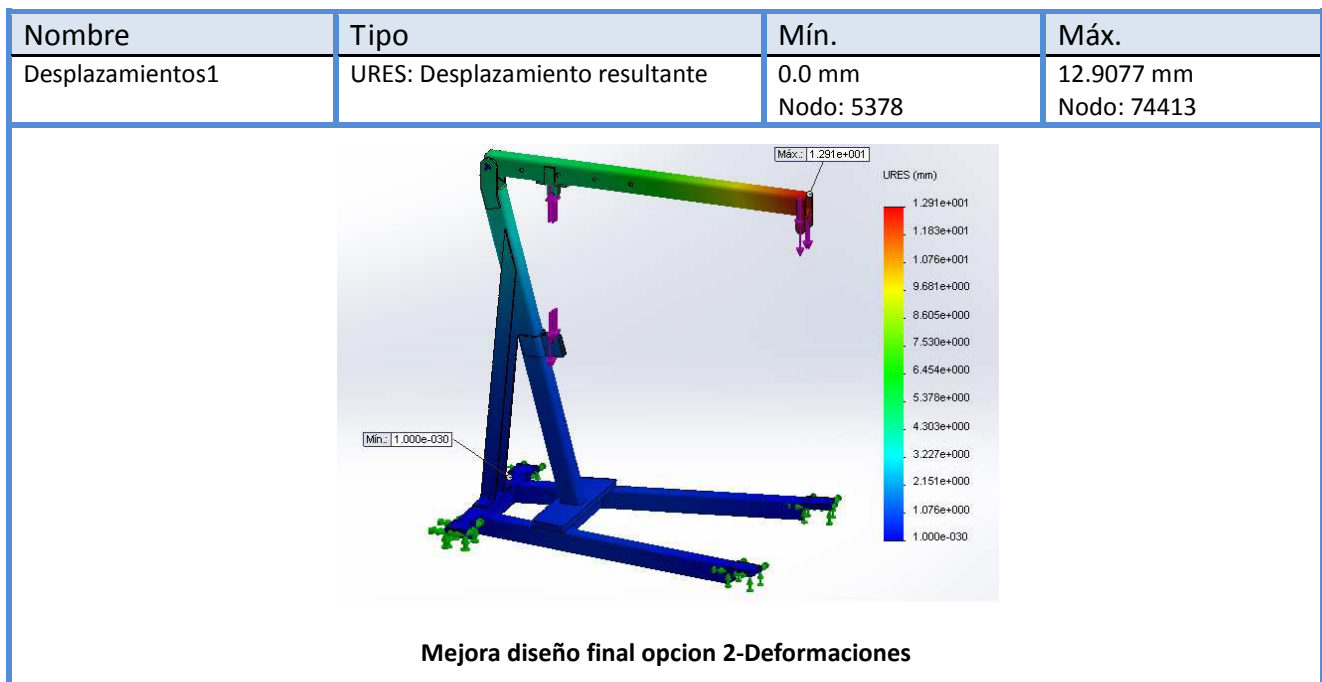 Nombre Tipo Mín. Máx.
Desplazamientos1 URES: Desplazamiento resultante 0.0 mm 12.9077 mm
Nodo: 5378 Nodo: 74413
Máx.: 1.291e+001
URES (mm)
1.291e+001
1.183e+001
1.076e+001
9.681e+000
8.605e+000
7.530e+000
6.454e+000
5.378e+000
4.303e+000
3.227e+000
2.151e+000
1.076e+000
1.000e-030
Mín.: 1.000e-030
Mejora diseño final opcion 2-Deformaciones